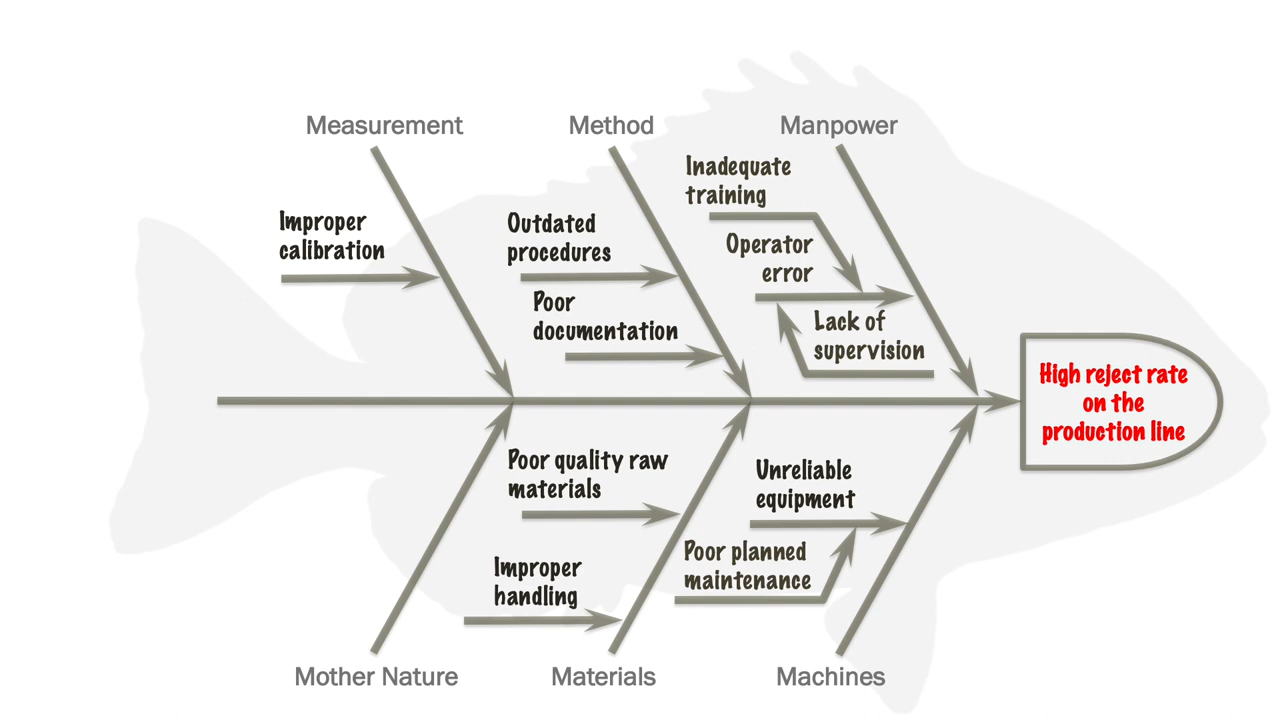 Measurement
Method
Manpower
Inadequate
training
Improper
calibration
Outdated
procedures
Operator
error
Poor
documentation
Lack of
supervision
High reject rate
on the
production line
Poor quality raw
materials
Unreliable
equipment
Improper
handling
Poor planned
maintenance
Mother Nature
Materials
Machines